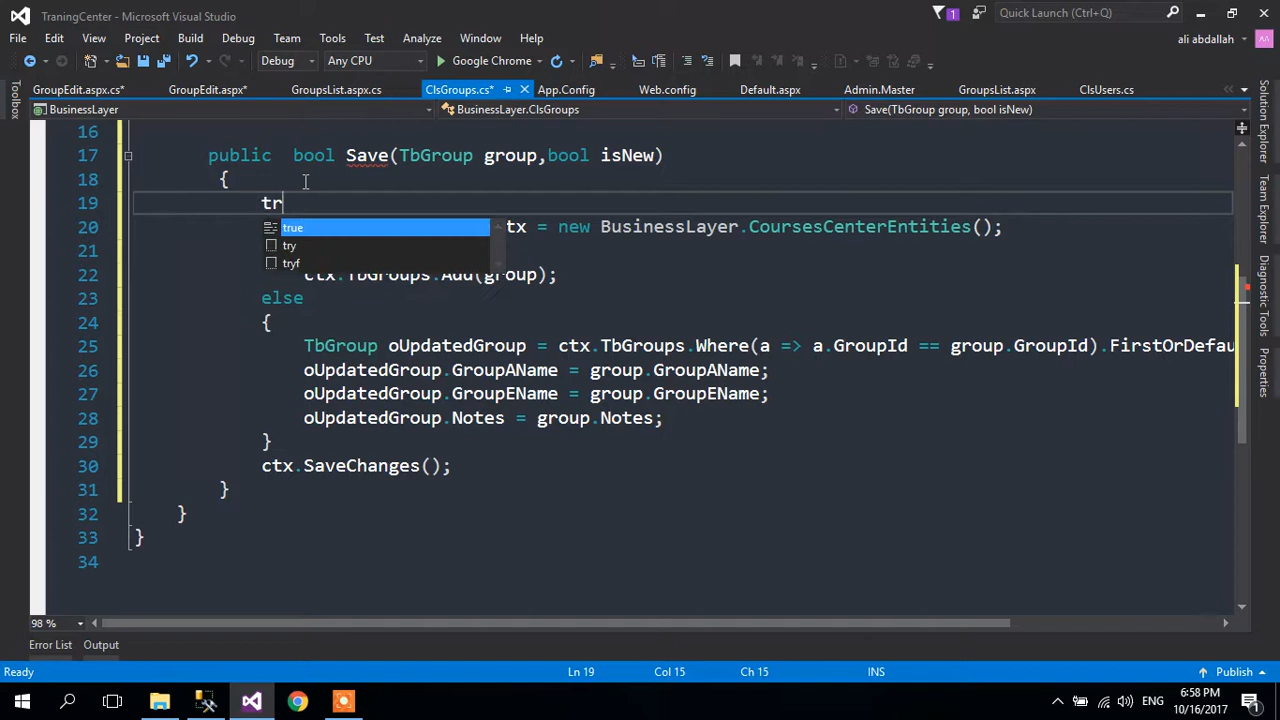 TraningCenter - Microsoft Visual Studio
1
Quick Launch (Ctrl+Q)
File Edit View Project Build Debug Team Tools Test Analyze Window Help
ali abdallah
Debug
Any CPU
Google Chrome
GroupEdit.aspx.cs*
GroupEdit.aspx*
GroupsList.aspx.cs
ClsGroups.cs*
App.Config
Web.config
Default.aspx
Admin.Master
GroupsList.aspx
ClsUsers.cs
BusinessLayer
BusinessLayer.ClsGroups
Save(TbGroup group, bool isNew)
Toolbox
Solution Explorer
Team Explorer
Diagnostic Tools
Properties
16
17 public  bool Save(TbGroup group,bool isNew)
18 {
19 tr
true
try
tryf
20 tx = new BusinessLayer.CoursesCenterEntities();
21
22 ctx.TbGroups.Add(group);
23 else
24 {
25 TbGroup oUpdatedGroup = ctx.TbGroups.Where(a => a.GroupId == group.GroupId).FirstOrDefau
26 oUpdatedGroup.GroupAName = group.GroupAName;
27 oUpdatedGroup.GroupEName = group.GroupEName;
28 oUpdatedGroup.Notes = group.Notes;
29 }
30 ctx.SaveChanges();
31 }
32 }
33 }
34
98 %
Error List
Output
Ready
Ln 19
Col 15
Ch 15
INS
Publish
ENG
6:58 PM
10/16/2017
1